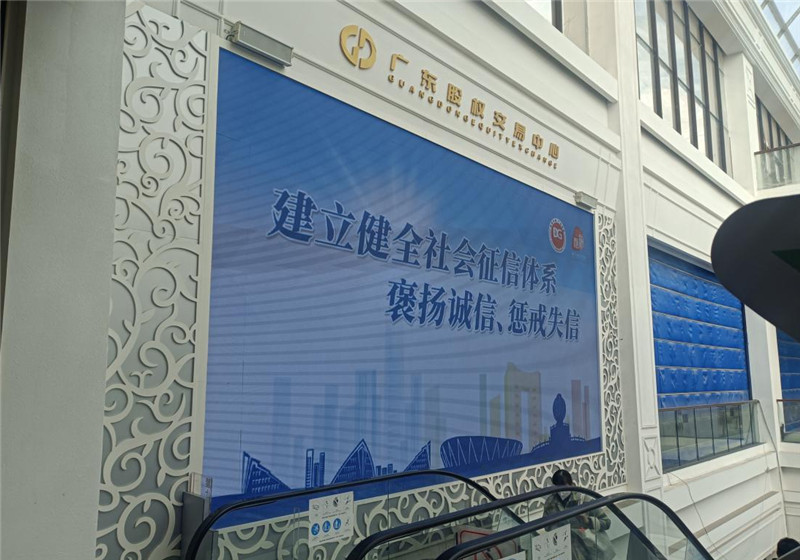 广东股权交易中心
GUANGDONG EQUITY EXCHANGE
建立健全社会征信体系
褒扬诚信、惩戒失信
DG